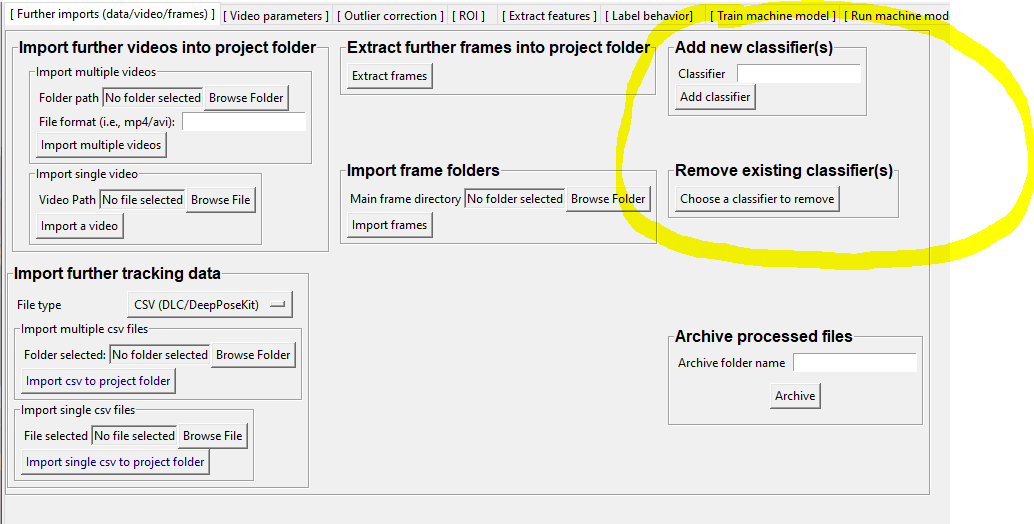 [ Further imports (data/video/frames) ] [ Video parameters ] [ Outlier correction ] [ ROI ] [ Extract features ] [ Label behavior] [ Train machine model ] [ Run machine mod
Import further videos into project folder
Import multiple videos
Folder path No folder selected Browse Folder
File format (i.e., mp4/avi):
Import multiple videos
Import single video
Video Path No file selected Browse File
Import a video
Import further tracking data
File type CSV (DLC/DeepPoseKit)
Import multiple csv files
Folder selected: No folder selected Browse Folder
Import csv to project folder
Import single csv files
File selected No file selected Browse File
Import single csv to project folder
Extract further frames into project folder
Extract frames
Import frame folders
Main frame directory No folder selected Browse Folder
Import frames
Add new classifier(s)
Classifier
Add classifier
Remove existing classifier(s)
Choose a classifier to remove
Archive processed files
Archive folder name
Archive